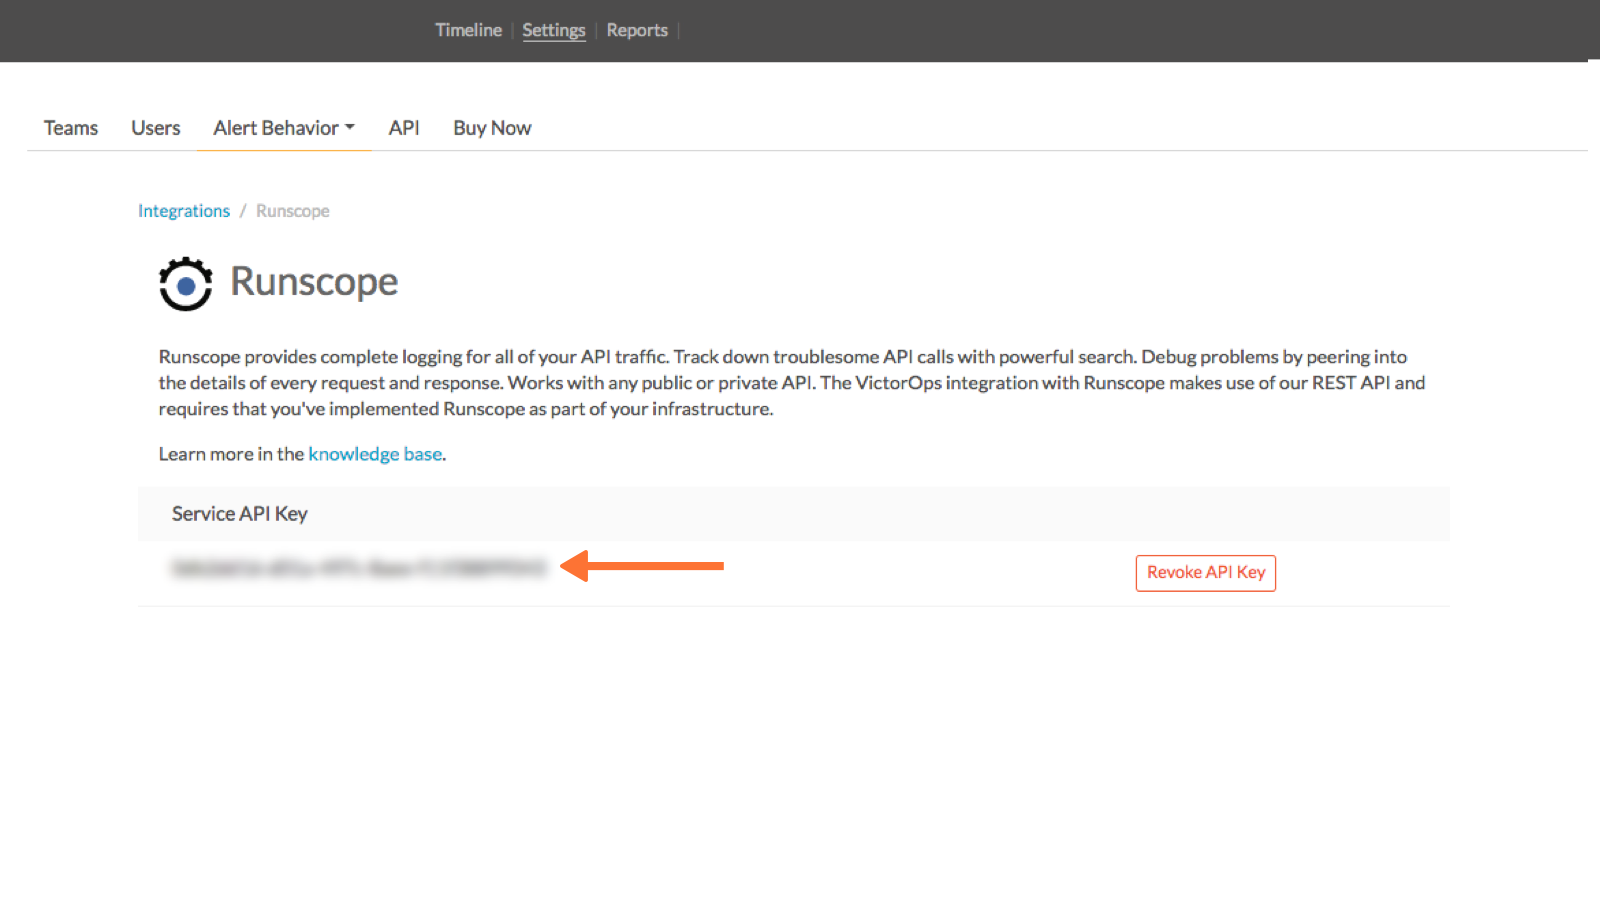 Timeline Settings Reports
Teams Users Alert Behavior API Buy Now
Integrations / Runscope
Runscope
Runscope provides complete logging for all of your API traffic. Track down troublesome API calls with powerful search. Debug problems by peering into
the details of every request and response. Works with any public or private API. The VictorOps integration with Runscope makes use of our REST API and
requires that you've implemented Runscope as part of your infrastructure.
Learn more in the knowledge base.
Service API Key
Revoke API Key